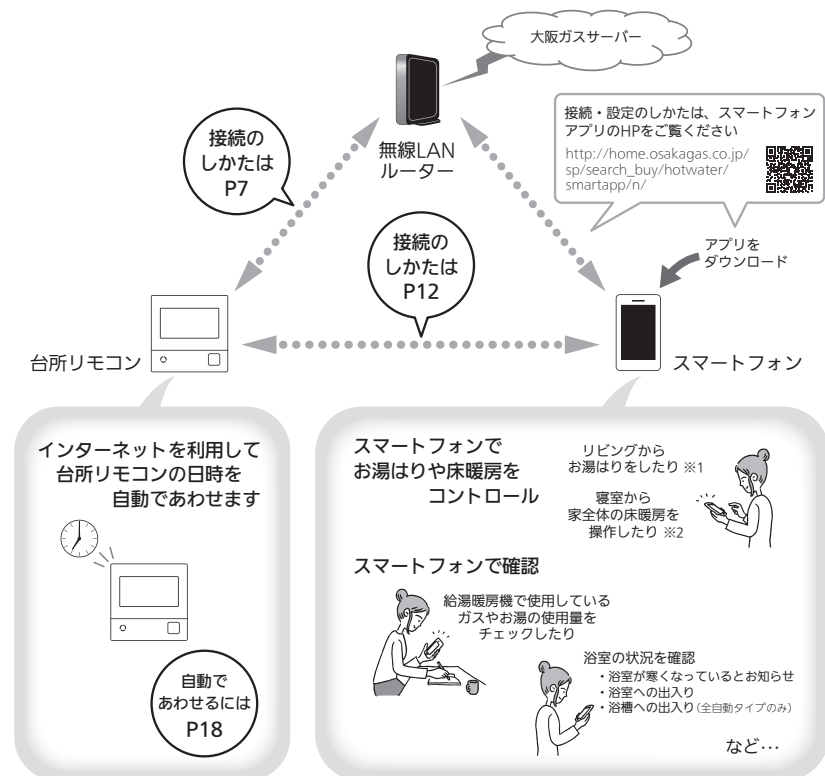 大阪ガスサーバー
接続の
しかたは
P7
無線LAN
ルーター
接続・設定のしかたは、スマートフォン
アプリのHPをご覧ください
http://home.osakagas.co.jp/
sp/search_buy/hotwater/
smartapp/n/
アプリを
ダウンロード
接続の
しかたは
P12
台所リモコン
スマートフォン
インターネットを利用して
台所リモコンの日時を
自動であわせます
自動で
あわせるには
P18
スマートフォンで
お湯はりや床暖房を
コントロール
リビングから
お湯はりをしたり ※1
寝室から
家全体の床暖房を
操作したり ※2
スマートフォンで確認
給湯暖房機で使用している
ガスやお湯の使用量を
チェックしたり
浴室の状況を確認
・浴室が寒くなっているとお知らせ
・浴室への出入り
・浴槽への出入り(全自動タイプのみ)
など…